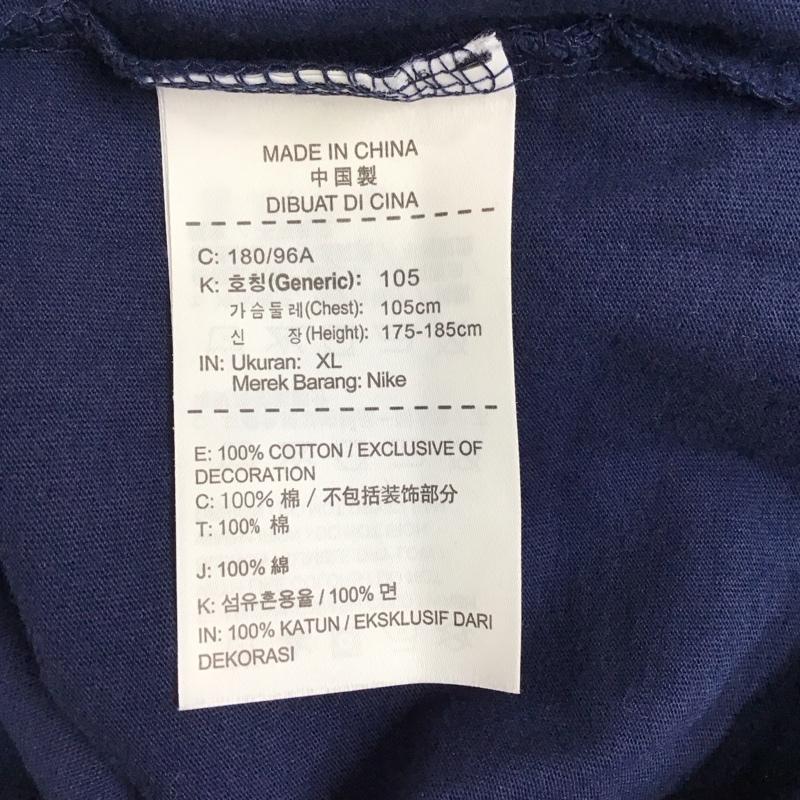 MADE IN CHINA
中国製
DIBUAT DI CINA
C: 180/96A
K: 호칭(Generic): 105
가슴둘레(Chest): 105cm
신 장(Height): 175-185cm
IN: Ukuran: XL
Merek Barang: Nike
E: 100% COTTON / EXCLUSIVE OF
DECORATION
C: 100% 棉 / 不包括装饰部分
T: 100% 棉
J: 100% 綿
K: 섬유혼용율 / 100% 면
IN: 100% KATUN / EKSKLUSIF DARI
DEKORASI